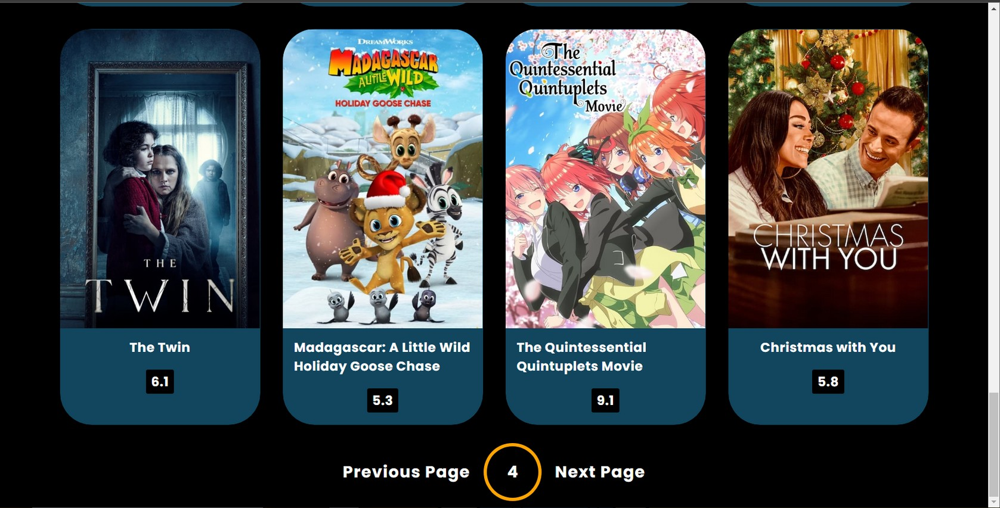 THE
TWIN
The Twin
6.1
DREAMWORKS
MADAGASCAR
A LITTLE WILD
HOLIDAY GOOSE CHASE
Madagascar: A Little Wild
Holiday Goose Chase
5.3
The
Quintessential
Quintuplets
Movie
The Quintessential
Quintuplets Movie
9.1
CHRISTMAS
WITH YOU
Christmas with You
5.8
Previous Page 4 Next Page